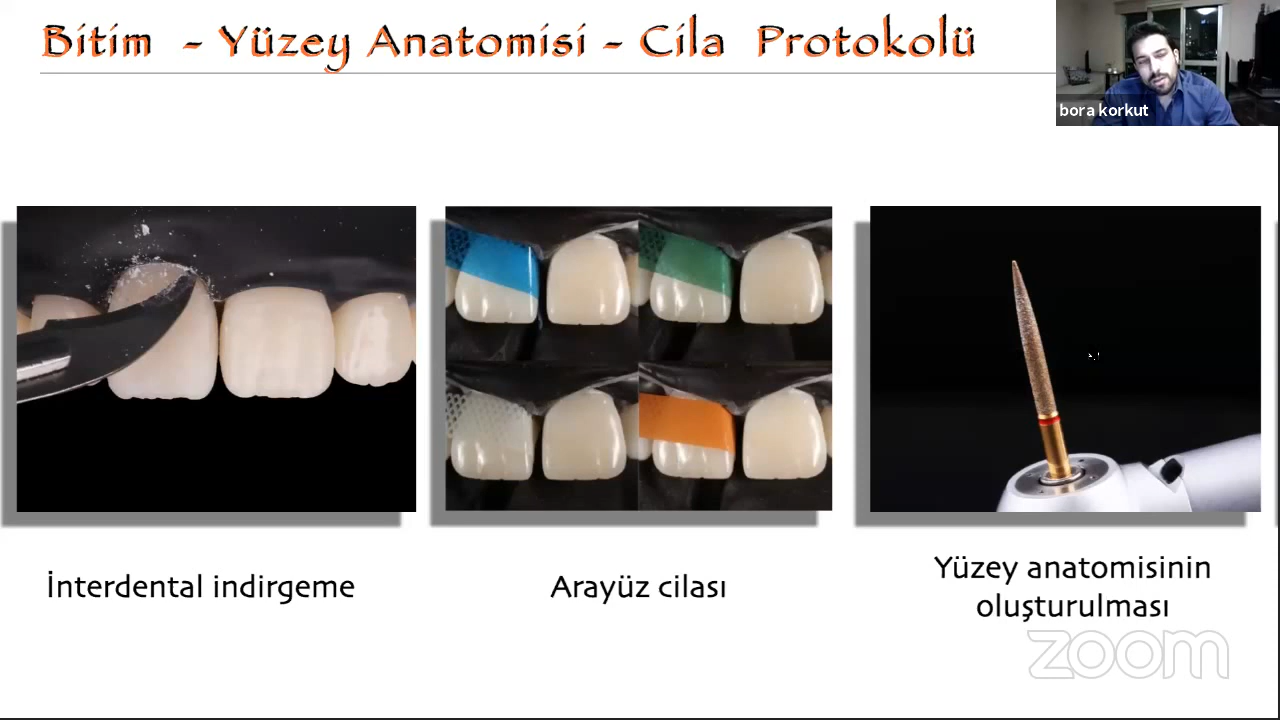 Bitim - Yüzey Anatomisi - Cila Protokolü
bora korkut
İnterdental indirgeme
Arayüz cilası
Yüzey anatomisinin
oluşturulması
zoom